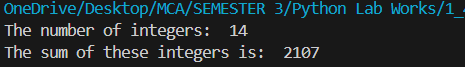 OneDrive/Desktop/MCA/SEMESTER 3/Python Lab Works/1_
The number of integers:  14
The sum of these integers is:  2107